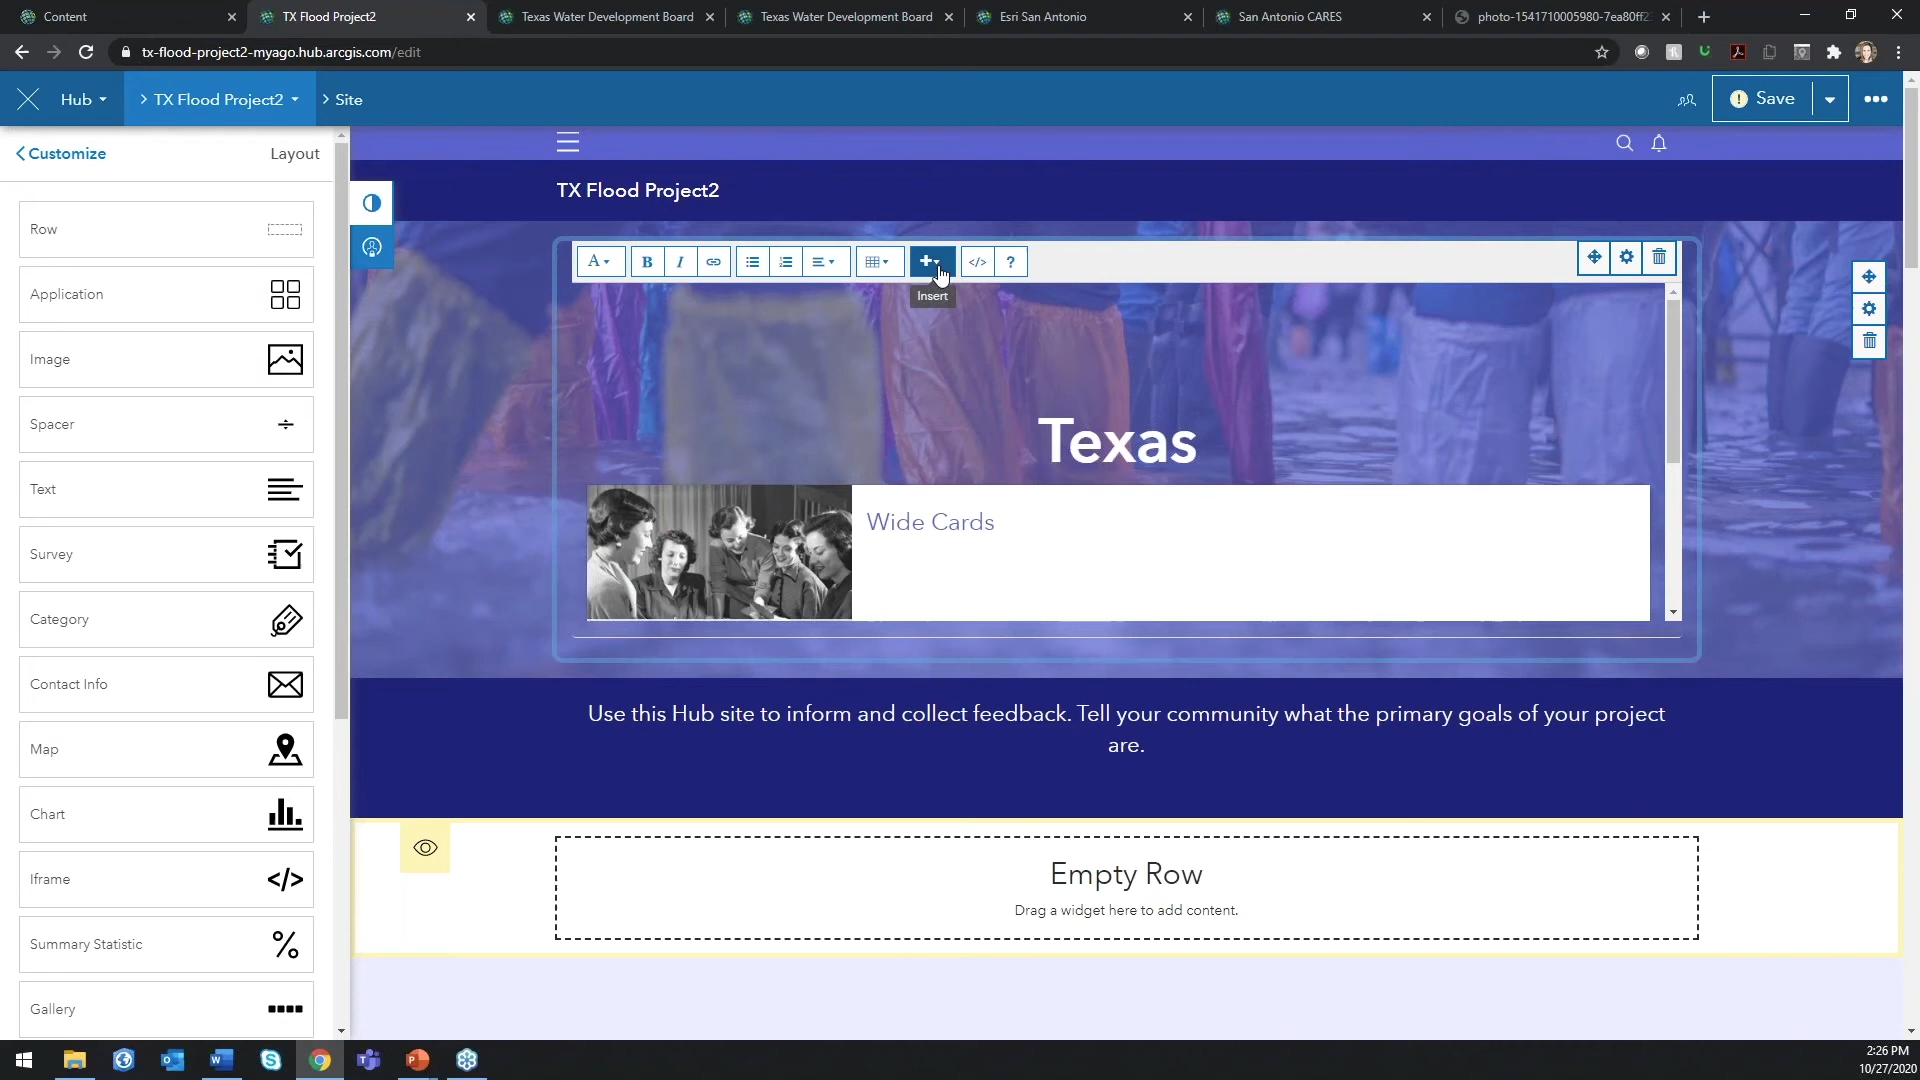 Content
TX Flood Project2
Texas Water Development Board
Texas Water Development Board
Esri San Antonio
San Antonio CARES
photo-1541710005980-7ea80ff2
tx-flood-project2-myago.hub.arcgis.com/edit
Hub
TX Flood Project2
Site
Save
Customize
Layout
Row
Application
Image
Spacer
Text
Survey
Category
Contact Info
Map
Chart
Iframe
Summary Statistic
Gallery
TX Flood Project2
A
B
I
</>
?
Insert
Texas
Wide Cards
Use this Hub site to inform and collect feedback. Tell your community what the primary goals of your project
are.
Empty Row
Drag a widget here to add content.
2:26 PM
10/27/2020